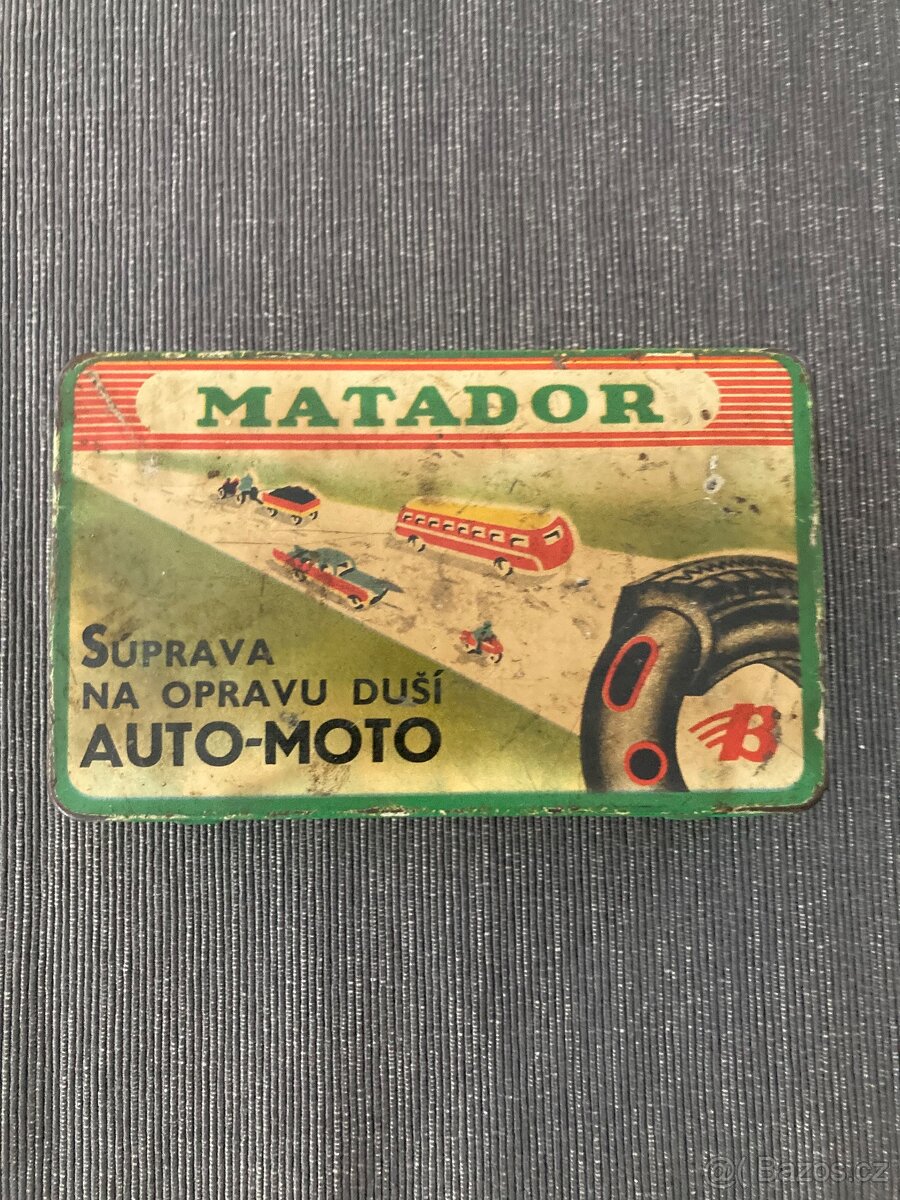 MATADOR
SÚPRAVA
NA OPRAVU DUŠÍ
AUTO-MOTO
B
@( Bazos.cz